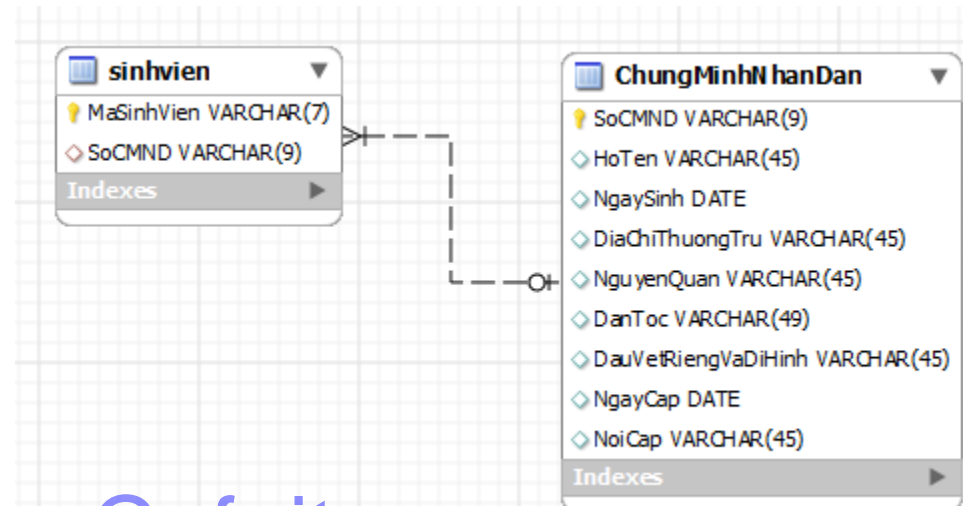 sinhvien
MaSinhVien VARCHAR(7)
SoCMND VARCHAR(9)
Indexes
ChungMinhNhanDan
SoCMND VARCHAR(9)
HoTen VARCHAR(45)
NgaySinh DATE
DiaChiThuongTru VARCHAR(45)
NguyenQuan VARCHAR(45)
DanToc VARCHAR(49)
DauVetRiengVaDiHinh VARCHAR(45)
NgayCap DATE
NoiCap VARCHAR(45)
Indexes